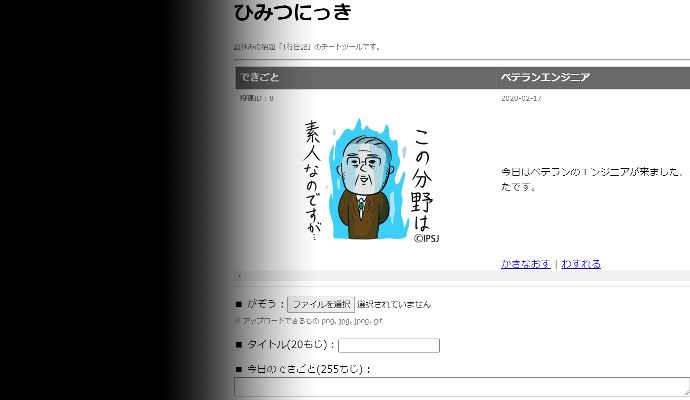 ひみつにっき
夏休みの宿題「1行日記」のチートツールです。
できごと
ベテランエンジニア
投稿ID : 8
2020-02-17
この分野は
素人なのですが…
©IPSJ
今日はベテランのエンジニアが来ました。
たです。
かきなおす | わすれる
■ がぞう : ファイルを選択 選択されていません
※ アップロードできるもの png, jpg, jpeg, gif
■ タイトル(20もじ) :
■ 今日のできごと(255もじ) :